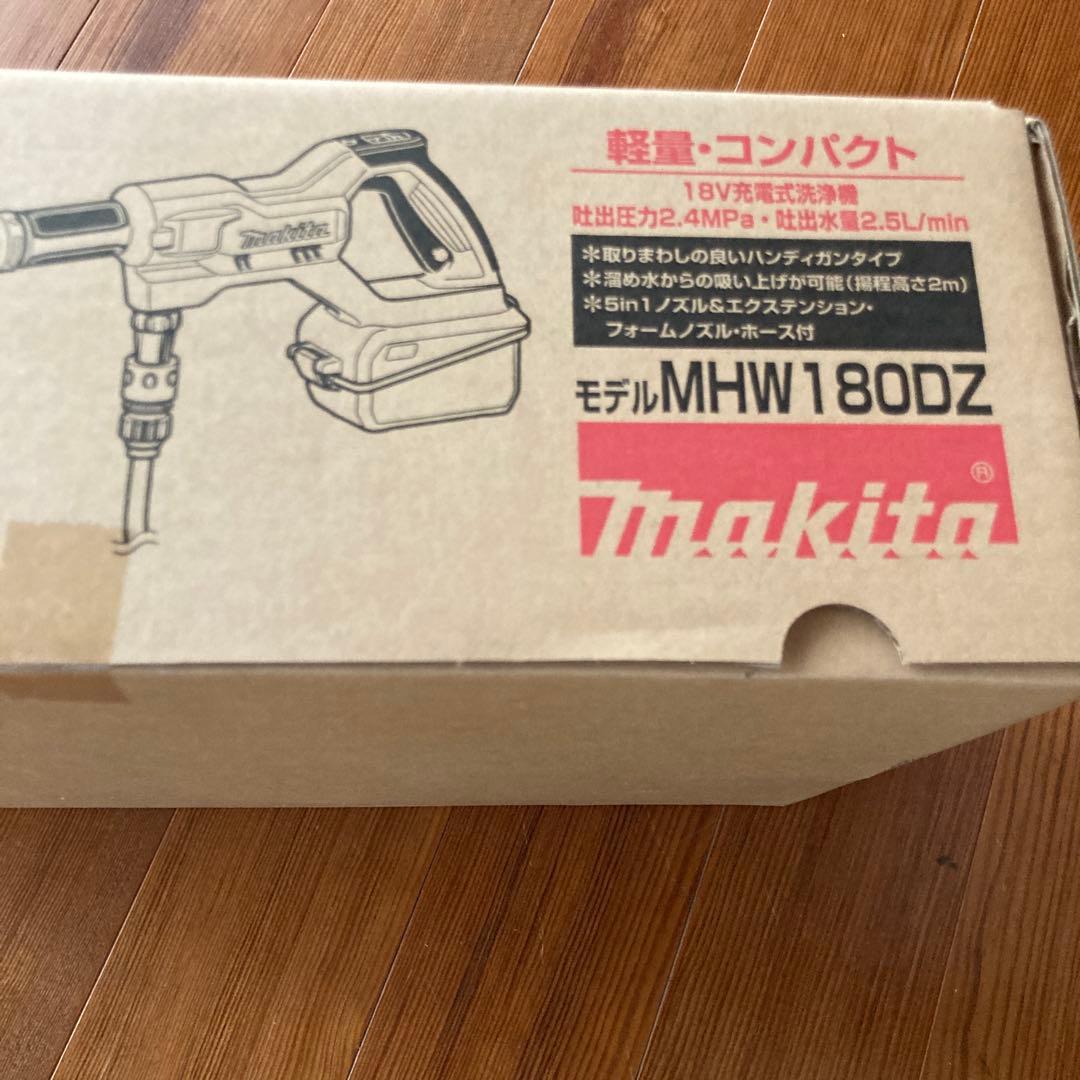 makita
軽量・コンパクト
18V充電式洗浄機
吐出圧力2.4MPa・吐出水量2.5L/min
＊取りまわしの良いハンディガンタイプ
＊溜め水からの吸い上げが可能(揚程高さ2m)
＊5in1ノズル&エクステンション・
フォームノズル・ホース付
モデルMHW180DZ
makita®